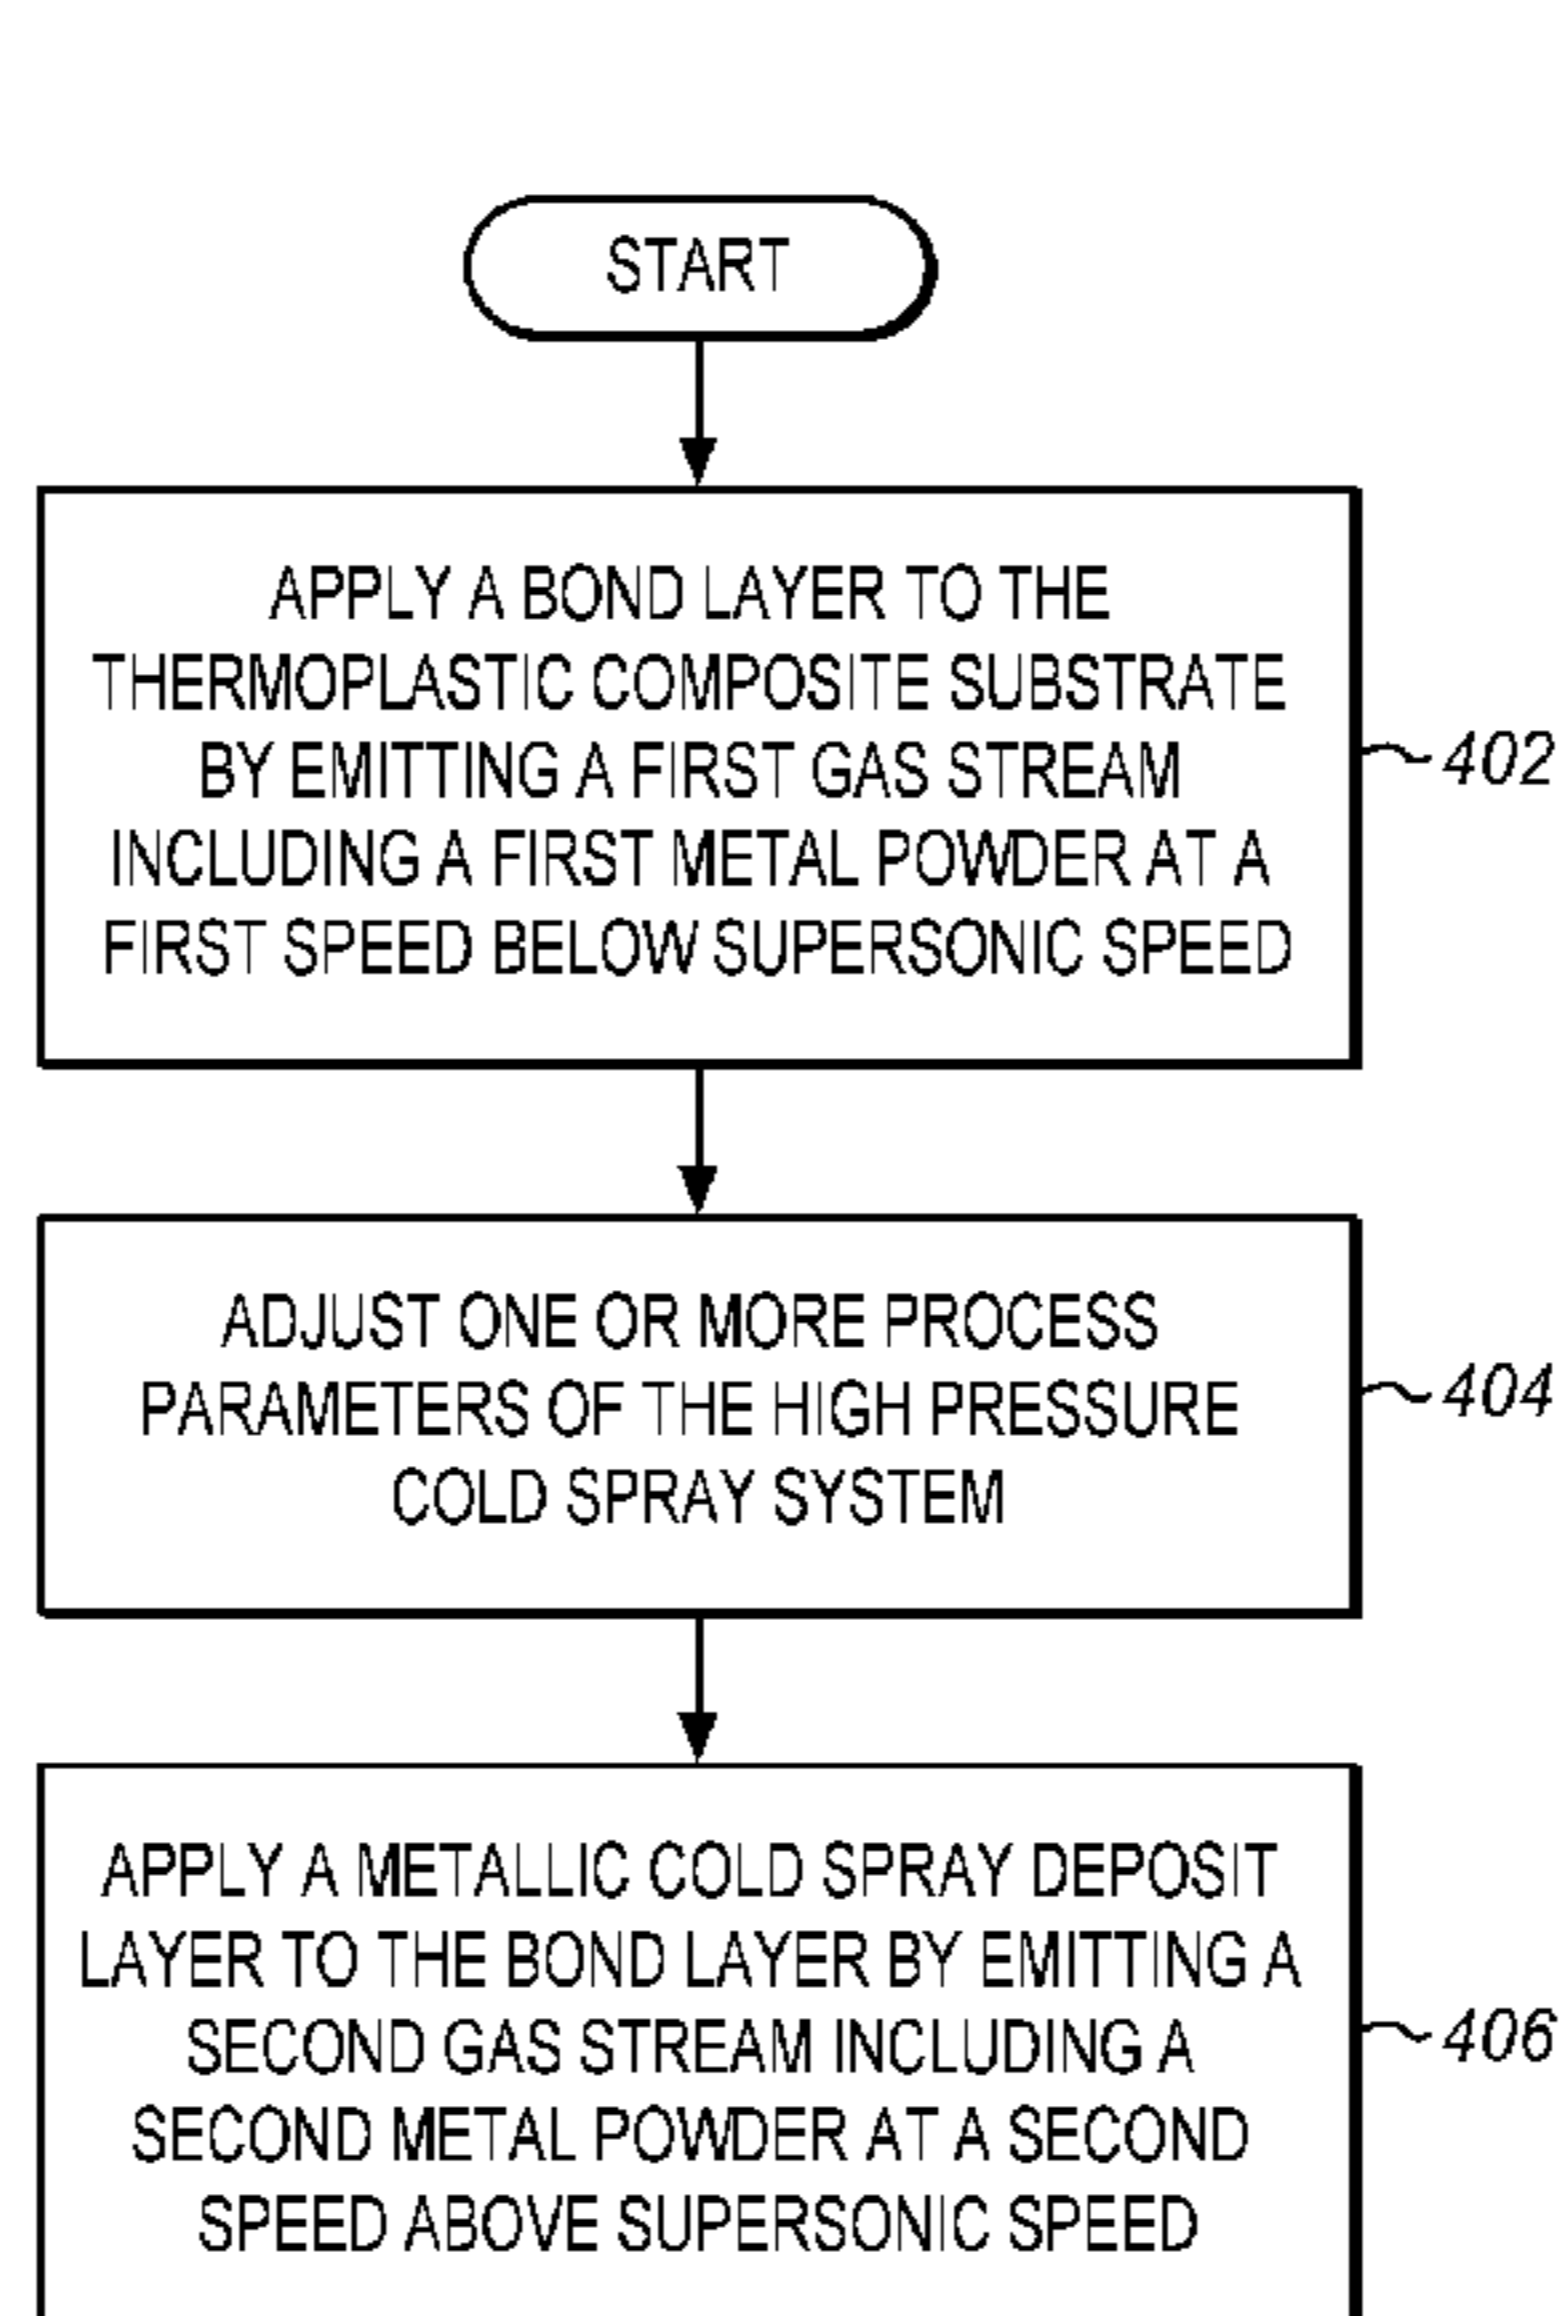 START
APPLY A BOND LAYER TO THE
THERMOPLASTIC COMPOSITE SUBSTRATE
BY EMITTING A FIRST GAS STREAM
INCLUDING A FIRST METAL POWDER AT A
FIRST SPEED BELOW SUPERSONIC SPEED
402
ADJUST ONE OR MORE PROCESS
PARAMETERS OF THE HIGH PRESSURE
COLD SPRAY SYSTEM
404
APPLY A METALLIC COLD SPRAY DEPOSIT
LAYER TO THE BOND LAYER BY EMITTING A
SECOND GAS STREAM INCLUDING A
SECOND METAL POWDER AT A SECOND
SPEED ABOVE SUPERSONIC SPEED
406